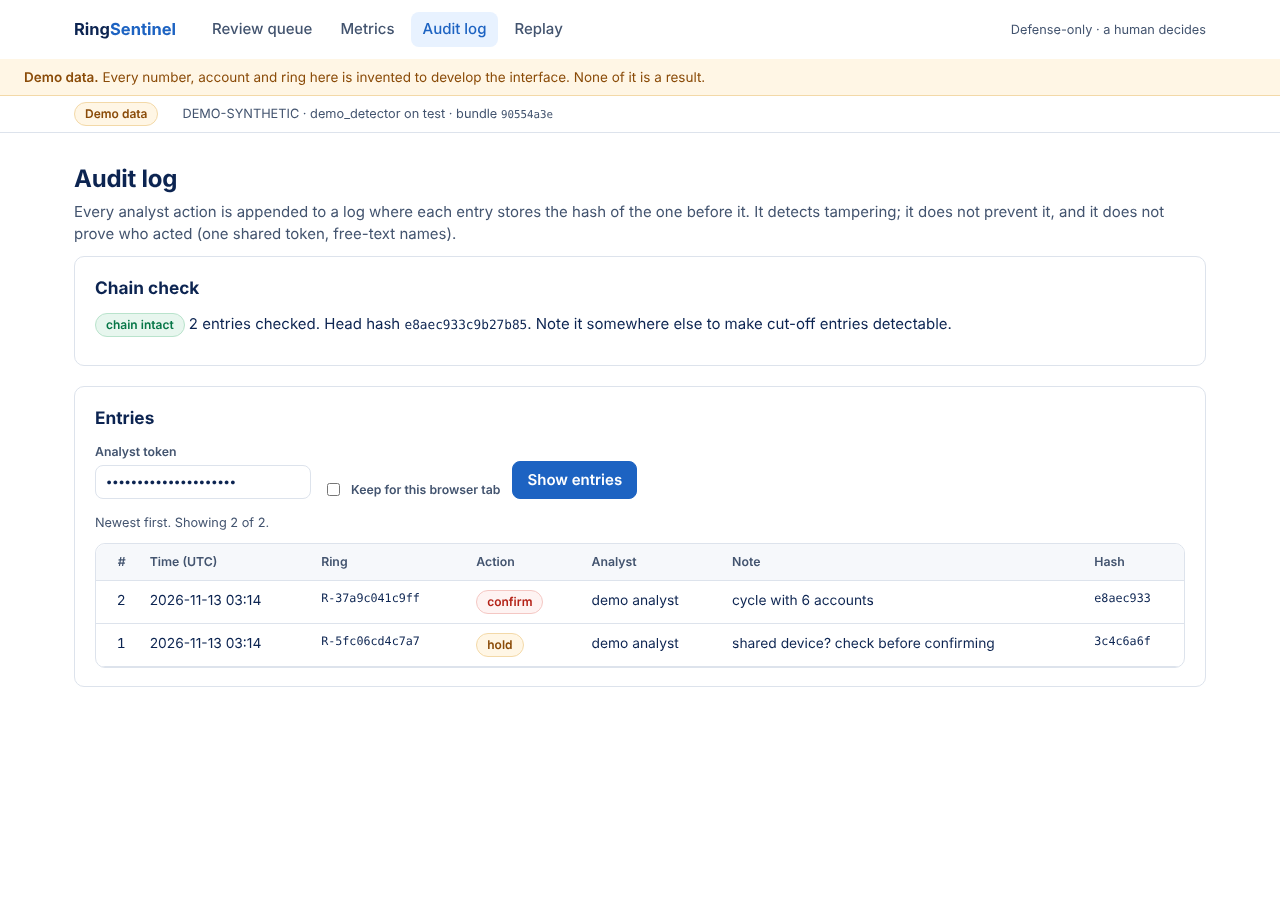 RingSentinel Review queue Metrics Audit log Replay Defense-only · a human decides
Demo data. Every number, account and ring here is invented to develop the interface. None of it is a result.
Demo data DEMO-SYNTHETIC · demo_detector on test · bundle 90554a3e
Audit log
Every analyst action is appended to a log where each entry stores the hash of the one before it. It detects tampering; it does not prevent it, and it does not
prove who acted (one shared token, free-text names).
Chain check
chain intact 2 entries checked. Head hash e8aec933c9b27b85. Note it somewhere else to make cut-off entries detectable.
Entries
Analyst token
•••••••••••••••••••••
Keep for this browser tab Show entries
Newest first. Showing 2 of 2.
# Time (UTC) Ring Action Analyst Note Hash
2 2026-11-13 03:14 R-37a9c041c9ff confirm demo analyst cycle with 6 accounts e8aec933
1 2026-11-13 03:14 R-5fc06cd4c7a7 hold demo analyst shared device? check before confirming 3c4c6a6f